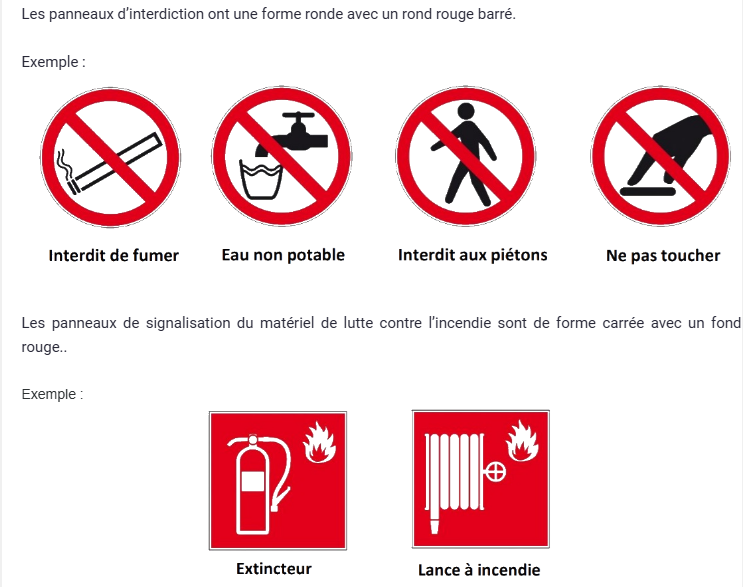 Les panneaux d’interdiction ont une forme ronde avec un rond rouge barré.
Exemple :
Interdit de fumer
Eau non potable
Interdit aux piétons
Ne pas toucher
Les panneaux de signalisation du matériel de lutte contre l’incendie sont de forme carrée avec un fond
rouge..
Exemple :
Extincteur
Lance à incendie